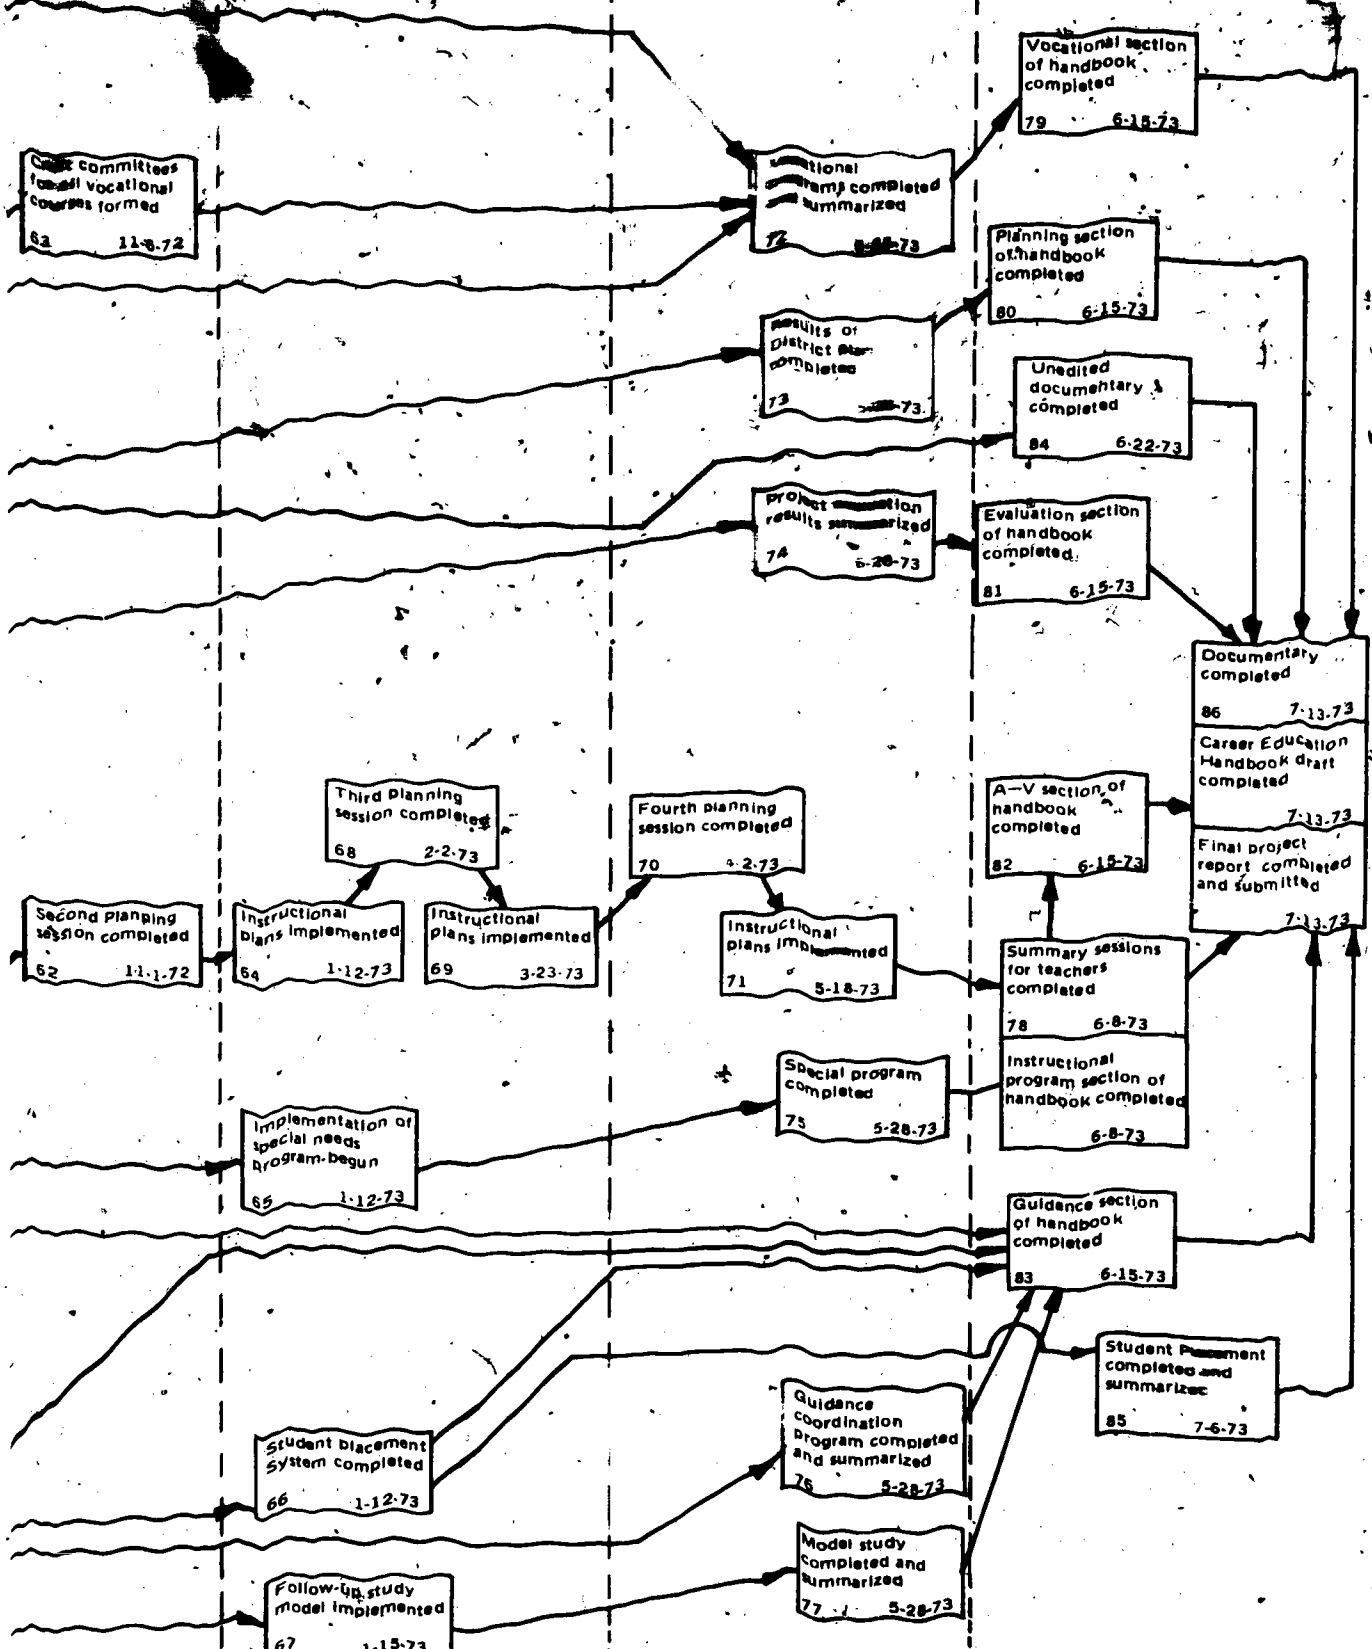 Vocational section
of handbook
completed
79 6-15-73
committees
vocational
courses formed
63 11-6-72
completed
summarized
72 73
Planning section
of handbook
completed
80 6-15-73
Results of
District
completed
73 73
Unedited
documentary
completed
84 6-22-73
Project
results summarized
74 73
Evaluation section
of handbook
completed
81 6-15-73
Documentary
completed
86 7-13-73
Career Education
Handbook draft
completed
7-13-73
Final project
report completed
and submitted
7-13-73
Third planning
session completed
68 2-2-73
Fourth planning
session completed
70 4-2-73
A-V section of
handbook
completed
82 6-15-73
Second Planning
session completed
62 11-1-72
Instructional
plans implemented
64 1-12-73
Instructional
plans implemented
69 3-23-73
Instructional
plans implemented
71 5-18-73
Summary sessions
for teachers
completed
78 6-8-73
Instructional
program section of
handbook completed
6-8-73
Special program
completed
75 5-28-73
Implementation of
special needs
program begun
65 1-12-73
Guidance section
of handbook
completed
83 6-15-73
Student Placement
completed and
summarized
85 7-6-73
Guidance
coordination
program completed
and summarized
76 5-28-73
Student placement
System completed
66 1-12-73
Model study
completed and
summarized
77 5-28-73
Follow-up study
model implemented
67 1-15-73